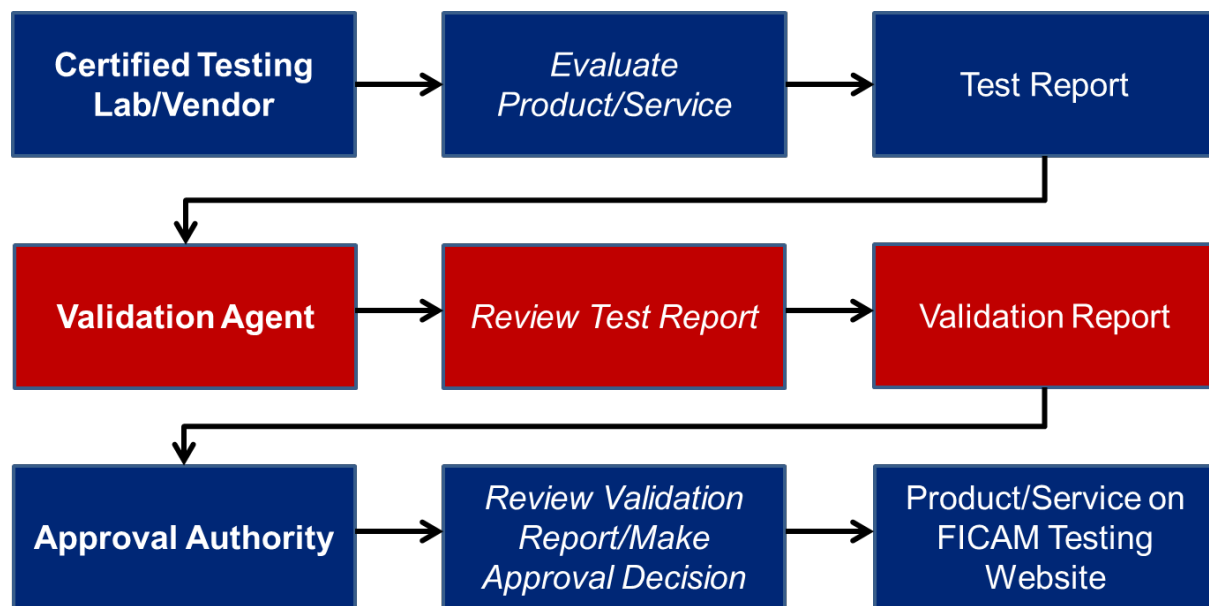 Certified Testing
Lab/Vendor
Evaluate
Product/Service
Test Report
Validation Agent
Review Test Report
Validation Report
Approval Authority
Review Validation
Report/Make
Approval Decision
Product/Service on
FICAM Testing
Website